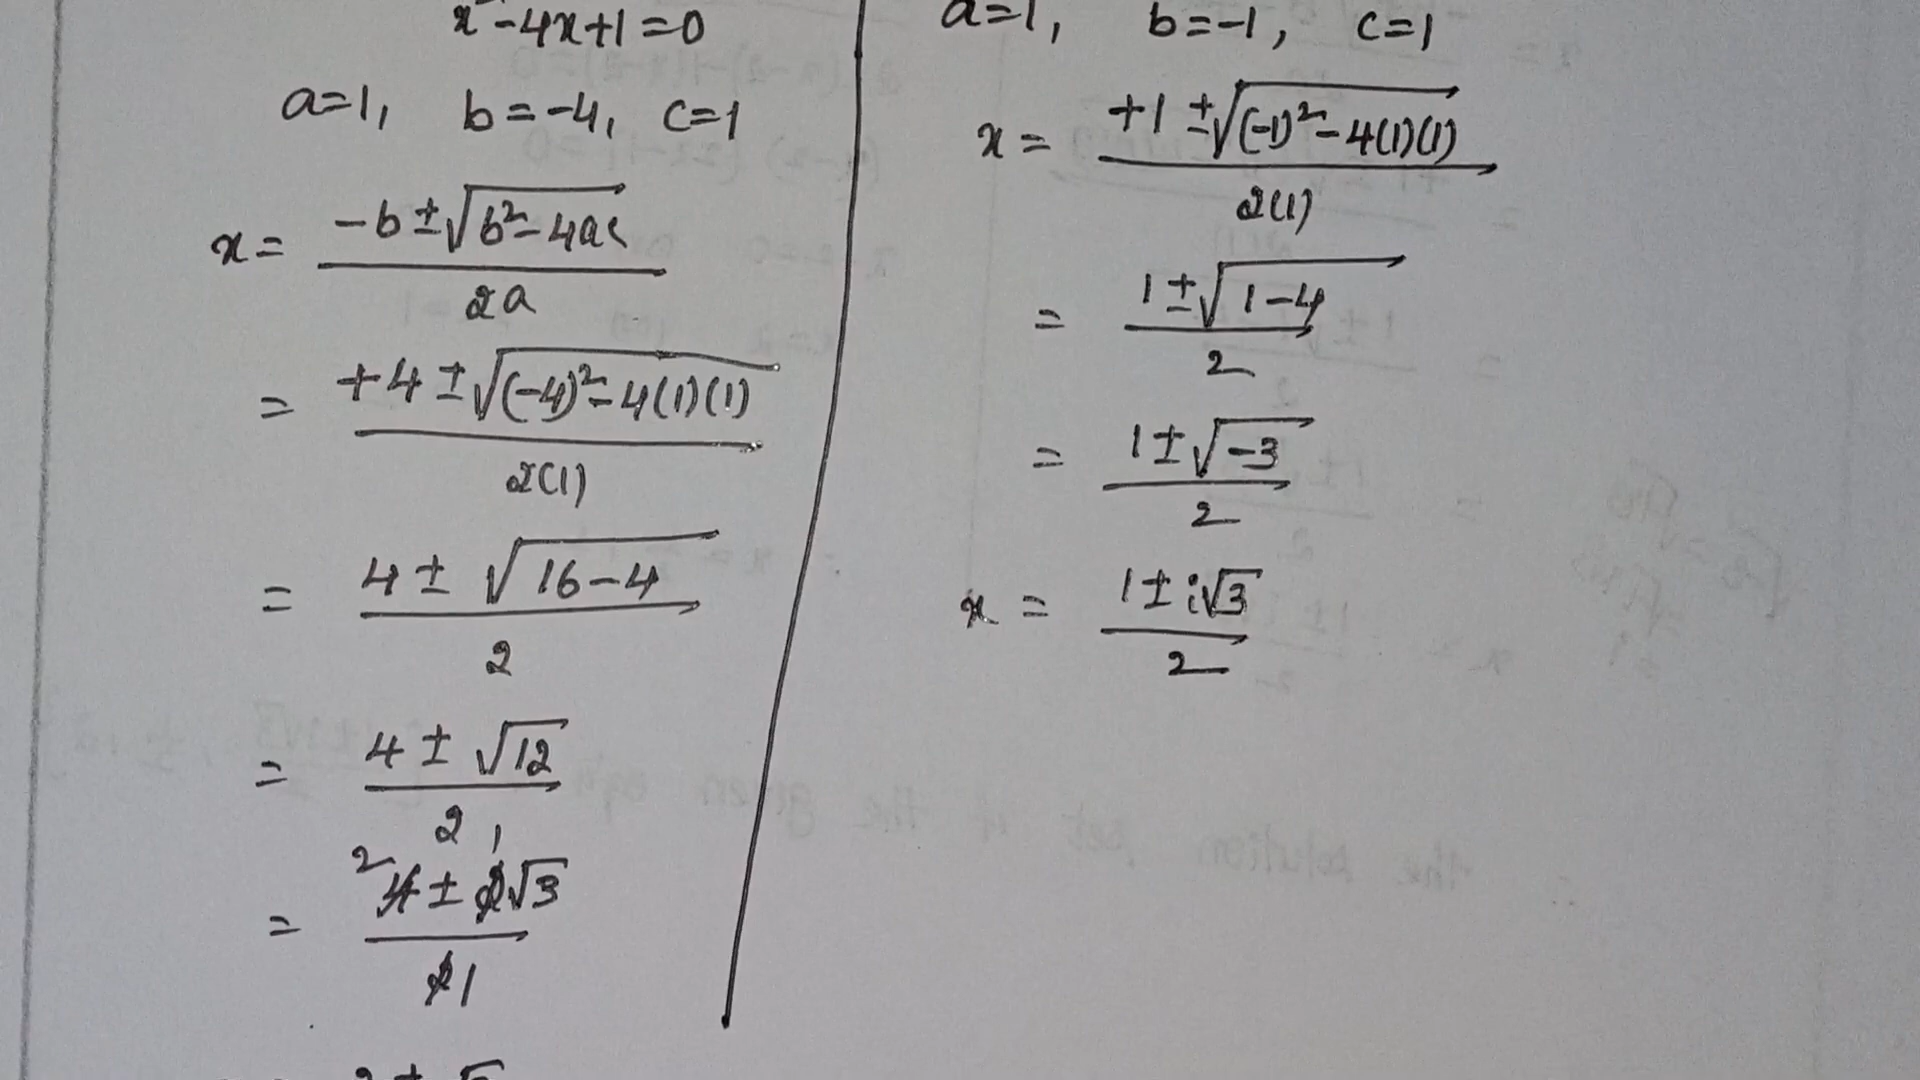 x²-4x+1=0
a=1, b=-4, c=1
x= -b±√b²-4ac
2a
= +4±√(-4)²-4(1)(1)
2(1)
= 4± √16-4
2
= 4± √12
2
= ²4±2√3
2 1
a=1, b=-1, c=1
x= +1±√(-1)²-4(1)(1)
2(1)
= 1±√1-4
2
= 1±√-3
2
x= 1±i√3
2